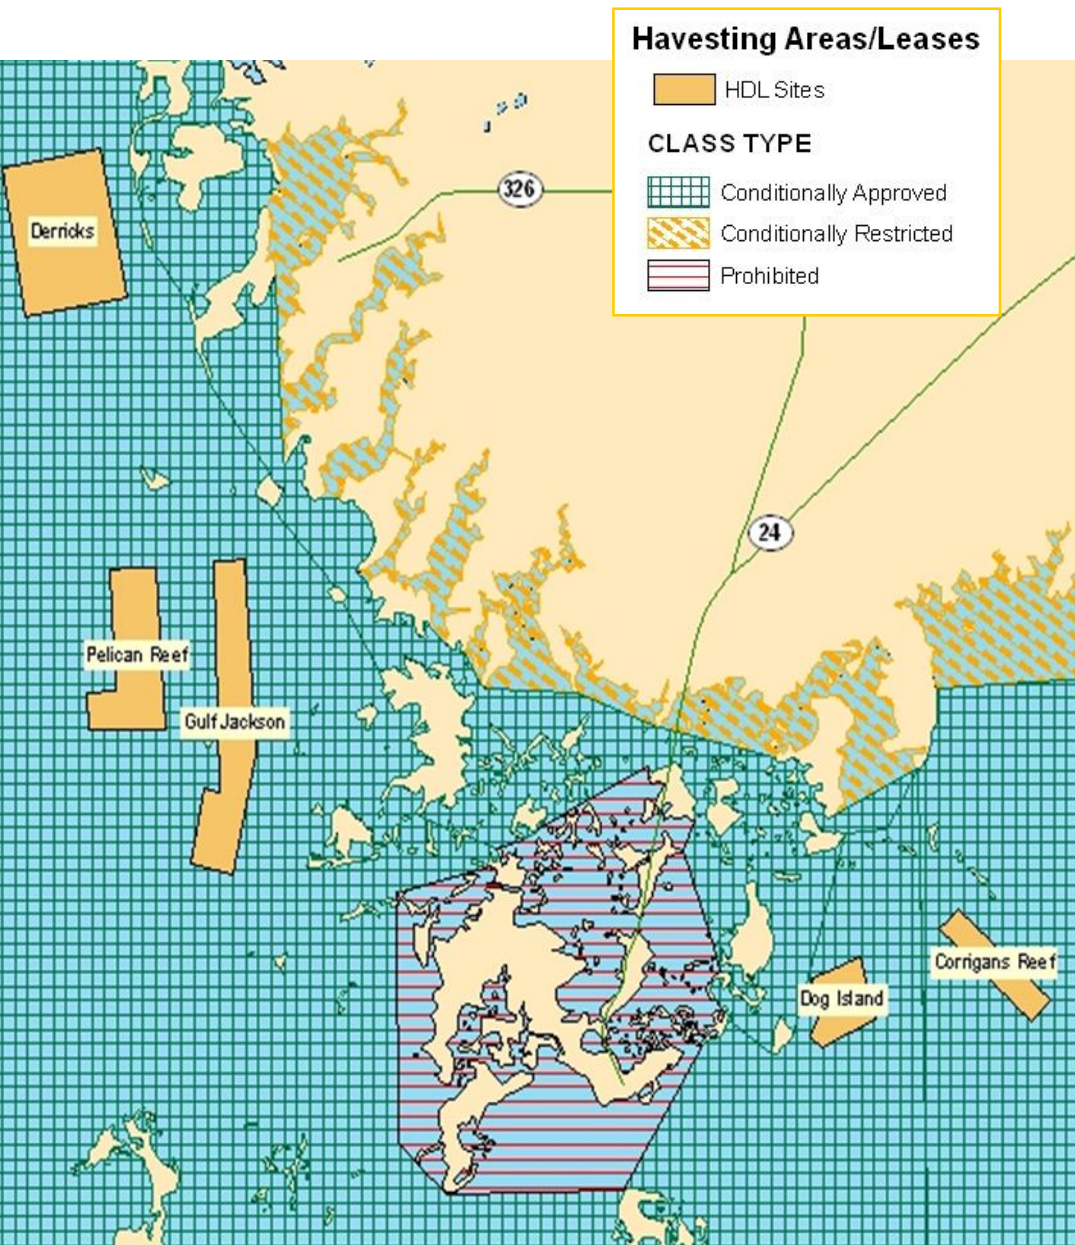 Havesting Areas/Leases
HDL Sites
CLASS TYPE
Conditionally Approved
Conditionally Restricted
Prohibited
326
Derricks
24
Pelican Reef
Gulf Jackson
Corrigans Reef
Dog Island